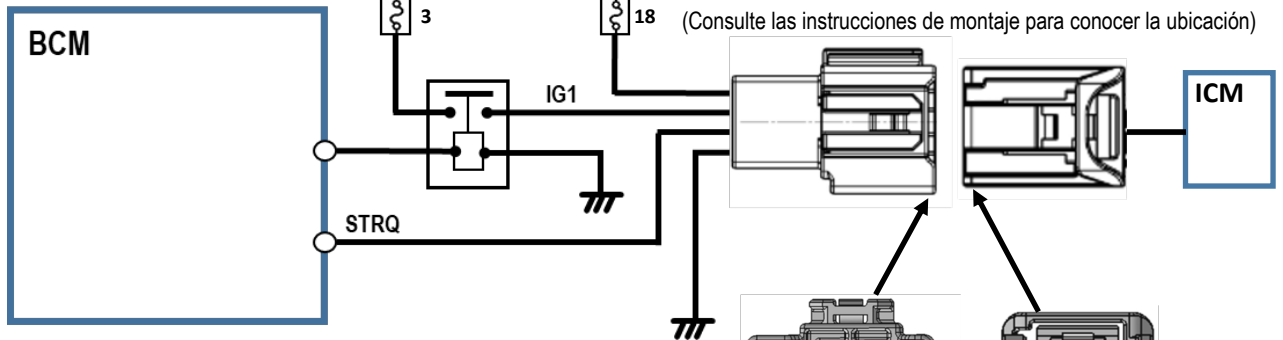 3
18
(Consulte las instrucciones de montaje para conocer la ubicación)
BCM
IG1
ICM
STRQ